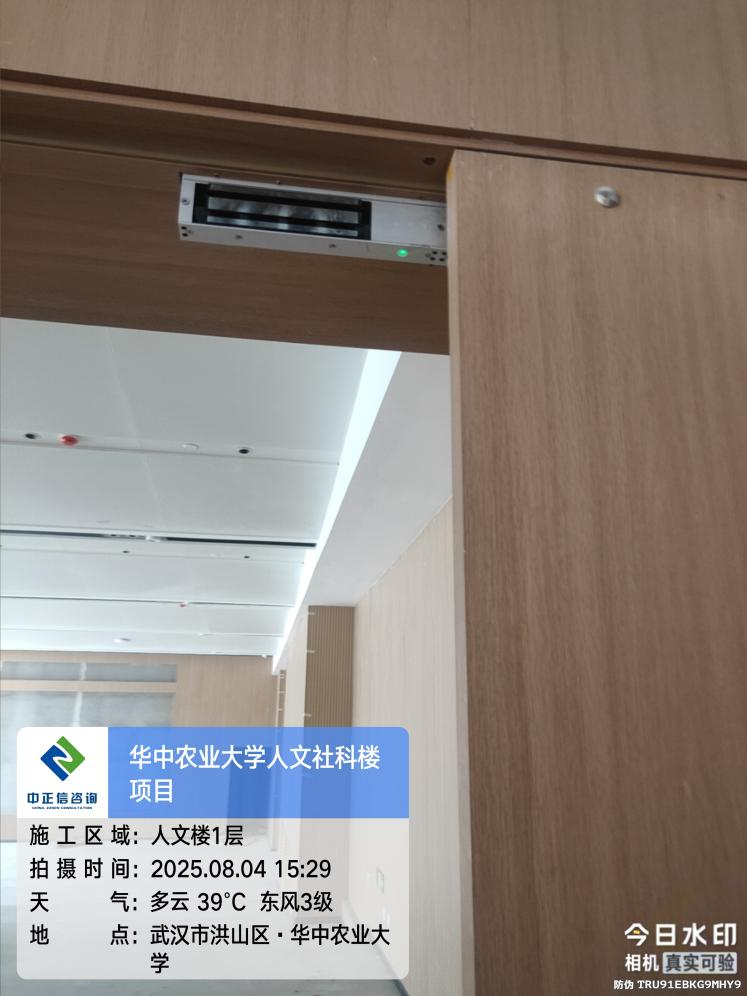 华中农业大学人文社科楼
项目
中正信咨询
CHINA ZZXIN CONSULTATION
施工区域：人文楼1层
拍摄时间：2025.08.04 15:29
天气：多云 39℃ 东风3级
地点：武汉市洪山区·华中农业大
学
今日水印
相机 真实可验
防伪 TRU91EBKG9MHY9